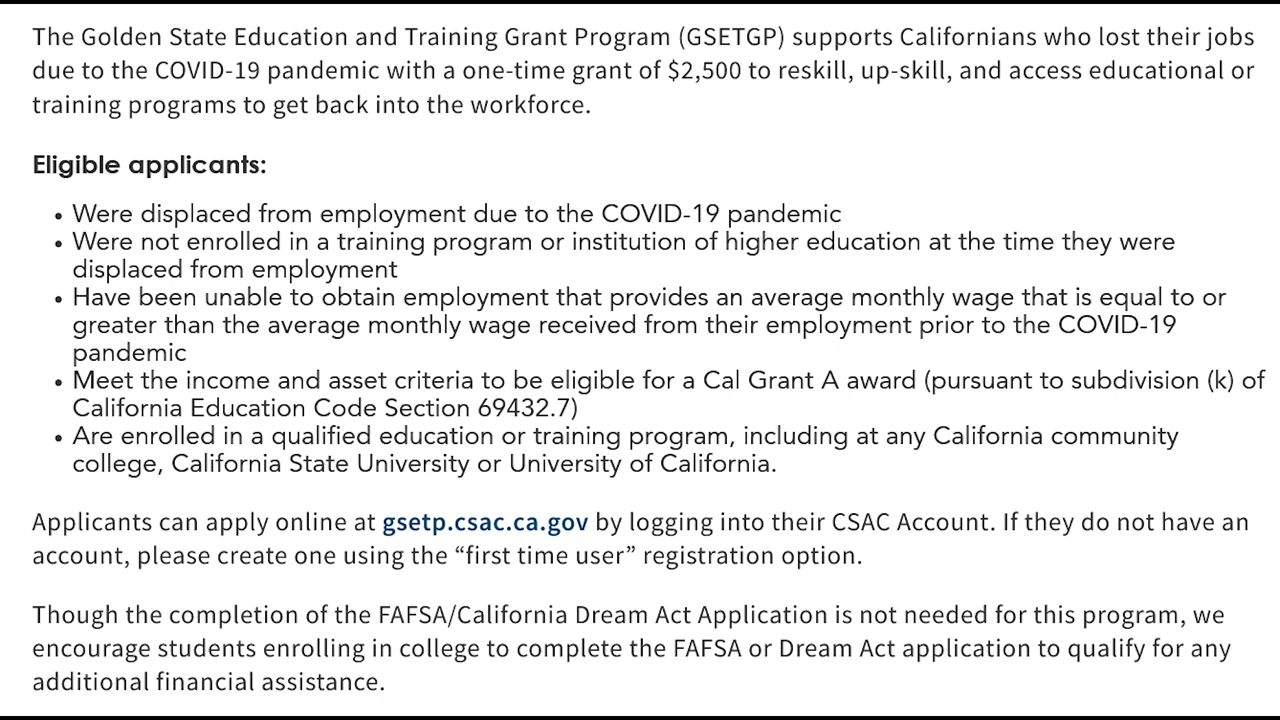 The Golden State Education and Training Grant Program (GSETGP) supports Californians who lost their jobs
due to the COVID-19 pandemic with a one-time grant of $2,500 to reskill, up-skill, and access educational or
training programs to get back into the workforce.
Eligible applicants:
• Were displaced from employment due to the COVID-19 pandemic
• Were not enrolled in a training program or institution of higher education at the time they were
displaced from employment
• Have been unable to obtain employment that provides an average monthly wage that is equal to or
greater than the average monthly wage received from their employment prior to the COVID-19
pandemic
• Meet the income and asset criteria to be eligible for a Cal Grant A award (pursuant to subdivision (k) of
California Education Code Section 69432.7)
• Are enrolled in a qualified education or training program, including at any California community
college, California State University or University of California.
Applicants can apply online at gsetp.csac.ca.gov by logging into their CSAC Account. If they do not have an
account, please create one using the “first time user” registration option.
Though the completion of the FAFSA/California Dream Act Application is not needed for this program, we
encourage students enrolling in college to complete the FAFSA or Dream Act application to qualify for any
additional financial assistance.